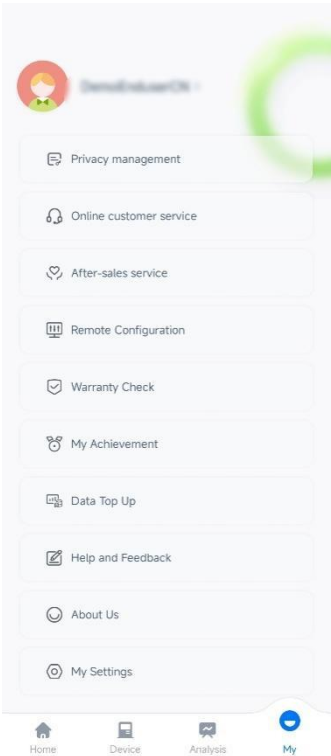 Privacy management
Online customer service
After-sales service
Remote Configuration
Warranty Check
My Achievement
Data Top Up
Help and Feedback
About Us
My Settings
Home
Device
Analysis
My